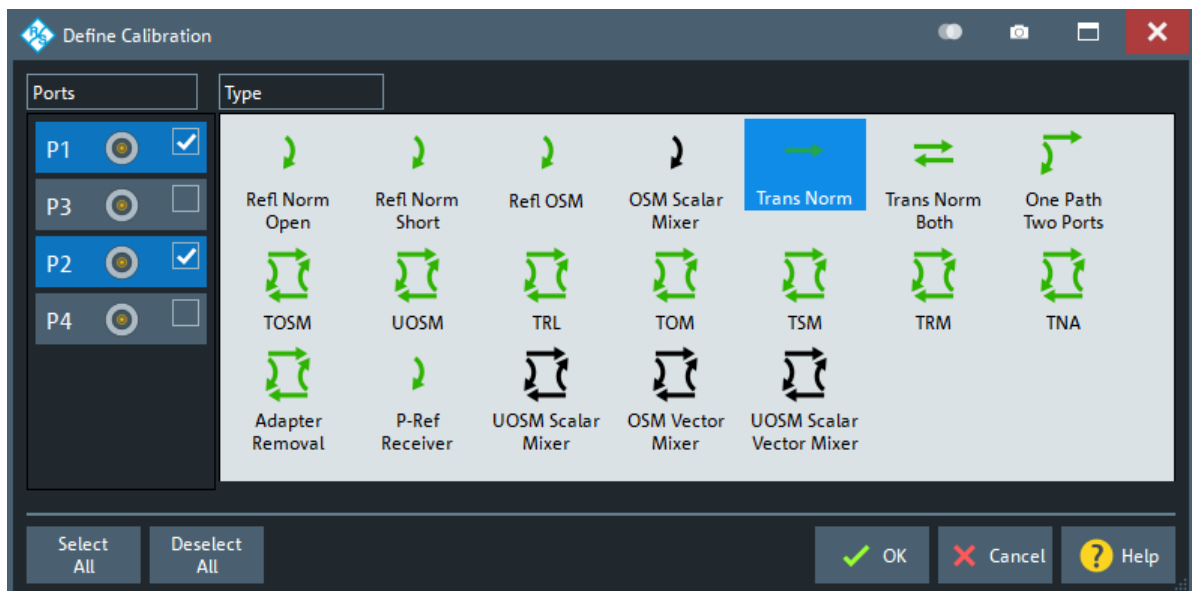 Define Calibration
Ports
Type
P1
P3
P2
P4
Refl Norm
Open
Refl Norm
Short
Refl OSM
OSM Scalar
Mixer
Trans Norm
Trans Norm
Both
One Path
Two Ports
TOSM
UOSM
TRL
TOM
TSM
TRM
TNA
Adapter
Removal
P-Ref
Receiver
UOSM Scalar
Mixer
OSM Vector
Mixer
UOSM Scalar
Vector Mixer
Select
All
Deselect
All
OK
Cancel
? Help